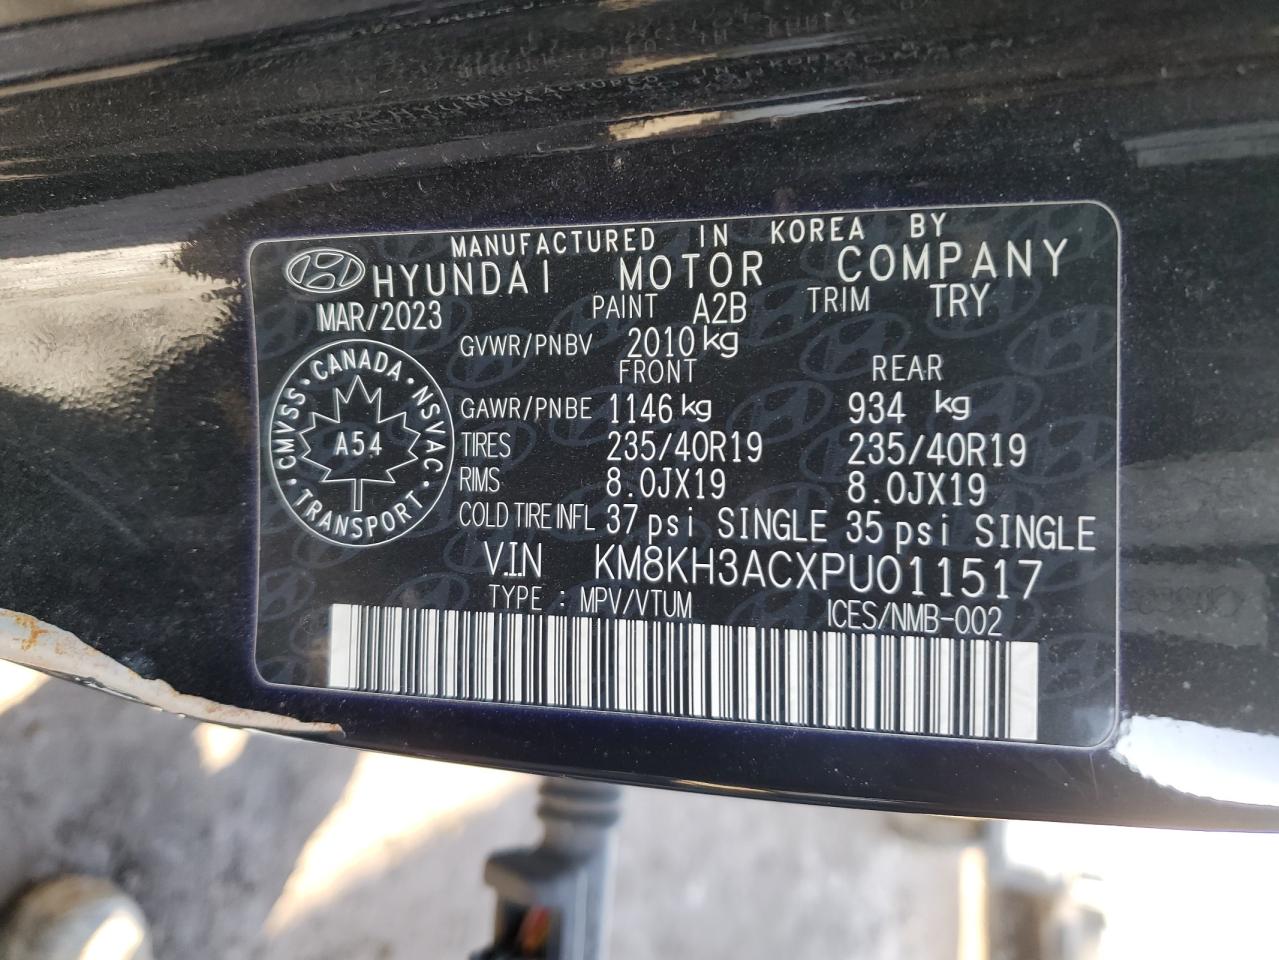 MANUFACTURED IN KOREA BY
HYUNDAI MOTOR COMPANY
MAR/2023 PAINT A2B TRIM TRY
GVWR/PNBV 2010 kg
FRONT REAR
GAWR/PNBE 1146 kg 934 kg
TIRES 235/40R19 235/40R19
RIMS 8.0JX19 8.0JX19
COLD TIRE INFL 37 psi SINGLE 35 psi SINGLE
V.I.N KM8KH3ACXPU011517
TYPE : MPV/VTUM ICES/NMB-002
CMVSS · CANADA · NSVAC · TRANSPORT ·
A54